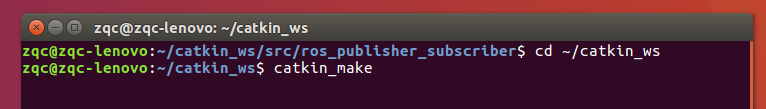 zqc@zqc-lenovo: ~/catkin_ws
zqc@zqc-lenovo:~/catkin_ws/src/ros_publisher_subscriber$ cd ~/catkin_ws
zqc@zqc-lenovo:~/catkin_ws$ catkin_make